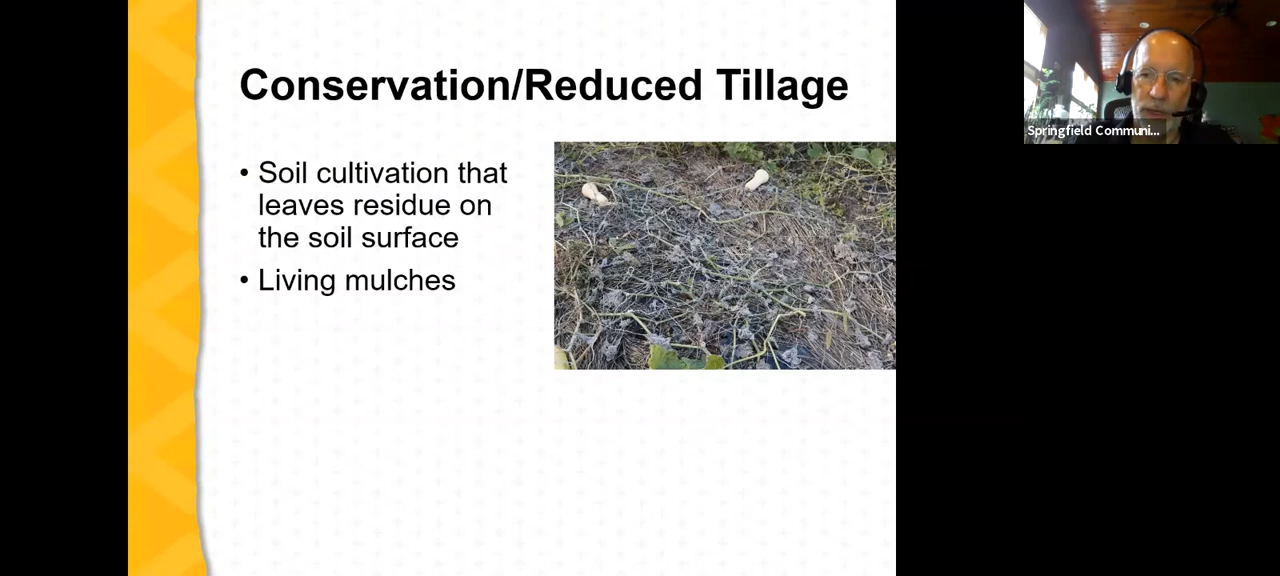 Conservation/Reduced Tillage
• Soil cultivation that
leaves residue on
the soil surface
• Living mulches
Springfield Communi...